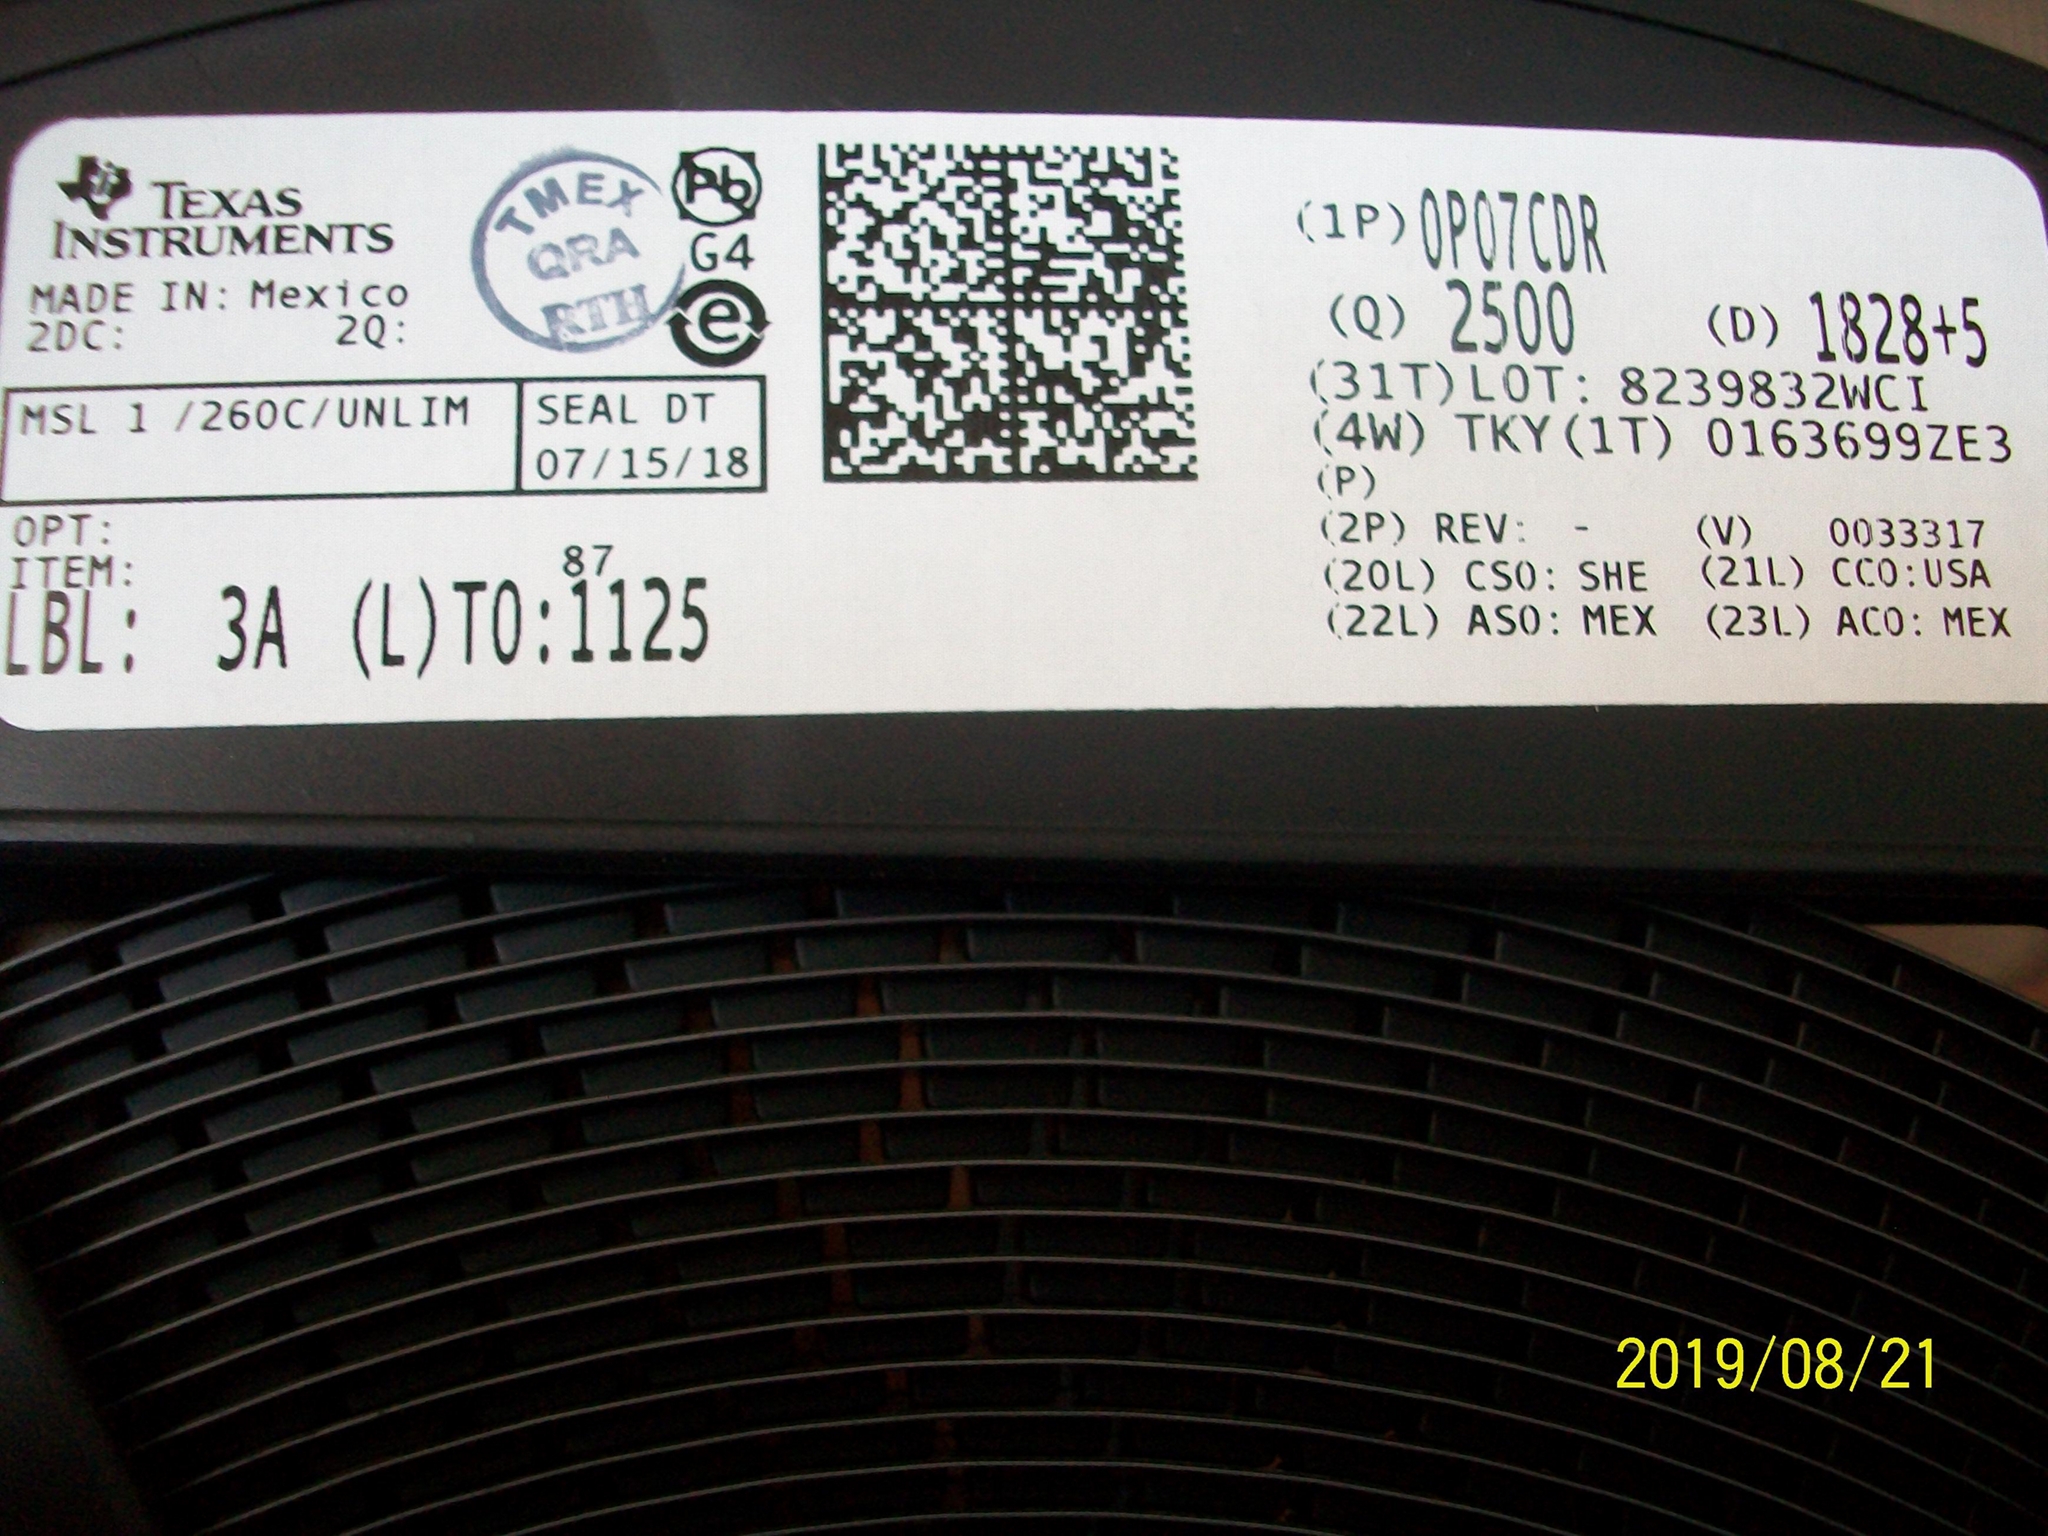 TEXAS
INSTRUMENTS
MADE IN: Mexico
2DC: 2Q:
TMEX
QRA
RTH
Pb
G4
e
MSL 1 /260C/UNLIM
SEAL DT
07/15/18
OPT:
ITEM:
87
LBL: 3A (L)TO:1125
(1P) OP07CDR
(Q) 2500 (D) 1828+5
(31T)LOT: 8239832WCI
(4W) TKY(1T) 0163699ZE3
(P)
(2P) REV: - (V) 0033317
(20L) CSO: SHE (21L) CCO:USA
(22L) ASO: MEX (23L) ACO: MEX
2019/08/21